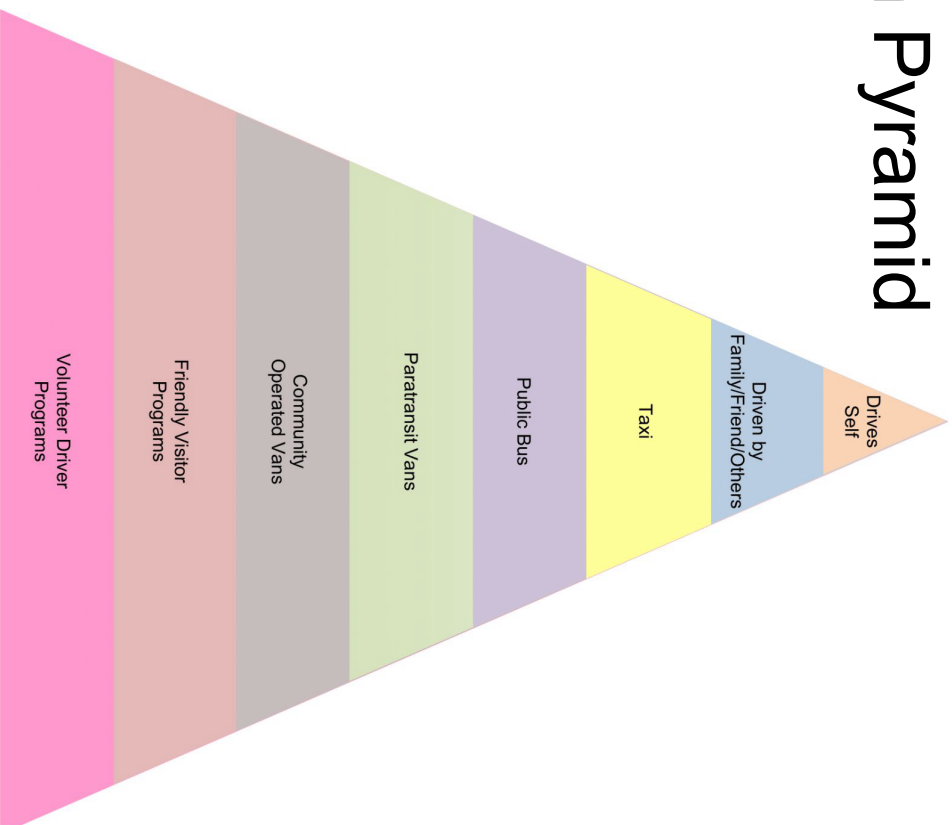 Pyramid
Drives
Self
Driven by
Family/Friend/Others
Taxi
Public Bus
Paratransit Vans
Community
Operated Vans
Friendly Visitor
Programs
Volunteer Driver
Programs